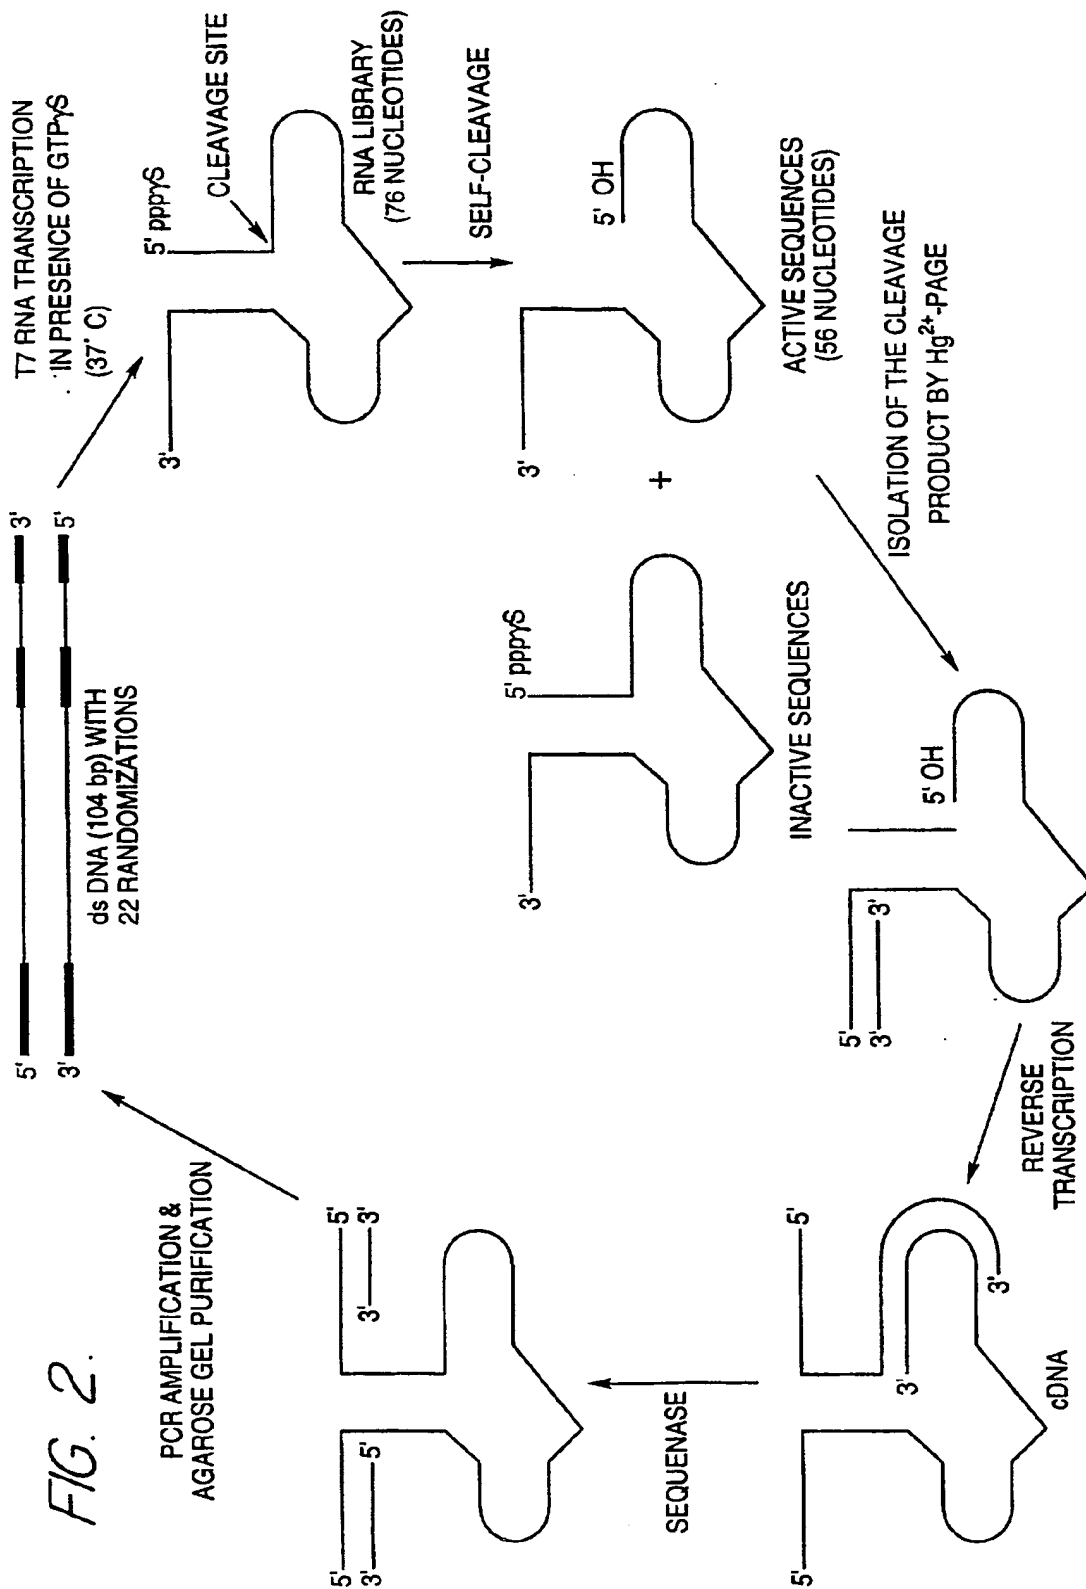 FIG. 2.
5'
3'
3'
5'
ds DNA (104 bp) WITH
22 RANDOMIZATIONS
T7 RNA TRANSCRIPTION
IN PRESENCE OF GTPγS
(37° C)
3'
5' pppγS
CLEAVAGE SITE
RNA LIBRARY
(76 NUCLEOTIDES)
SELF-CLEAVAGE
3'
5' OH
ACTIVE SEQUENCES
(56 NUCLEOTIDES)
+
3'
5' pppγS
INACTIVE SEQUENCES
ISOLATION OF THE CLEAVAGE
PRODUCT BY Hg2+-PAGE
5'
3'
3'
5' OH
REVERSE
TRANSCRIPTION
5'
5'
3'
3'
cDNA
SEQUENASE
5'
3'
5'
5'
3'
3'
PCR AMPLIFICATION &
AGAROSE GEL PURIFICATION